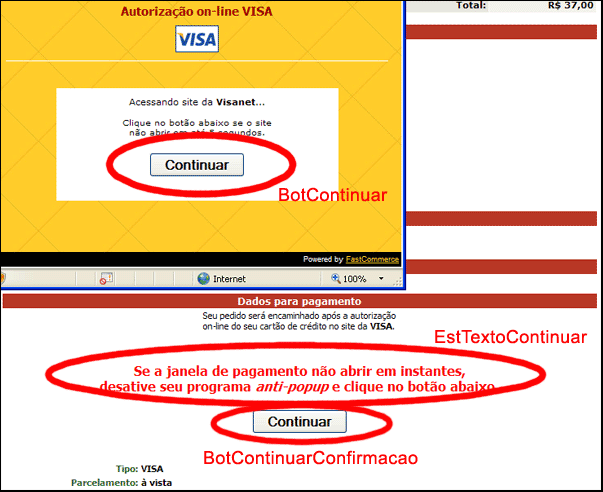 Autorização on-line VISA
Total: R$ 37,00
VISA
Acessando site da Visanet...
Clique no botão abaixo se o site
não abrir em até 5 segundos.
Continuar
BotContinuar
Powered by FastCommerce
Internet
100%
Dados para pagamento
Seu pedido será encaminhado após a autorização
on-line do seu cartão de crédito no site da VISA.
EstTextoContinuar
Se a janela de pagamento não abrir em instantes,
desative seu programa anti-popup e clique no botão abaixo
Continuar
BotContinuarConfirmacao
Tipo: VISA
Parcelamento: à vista